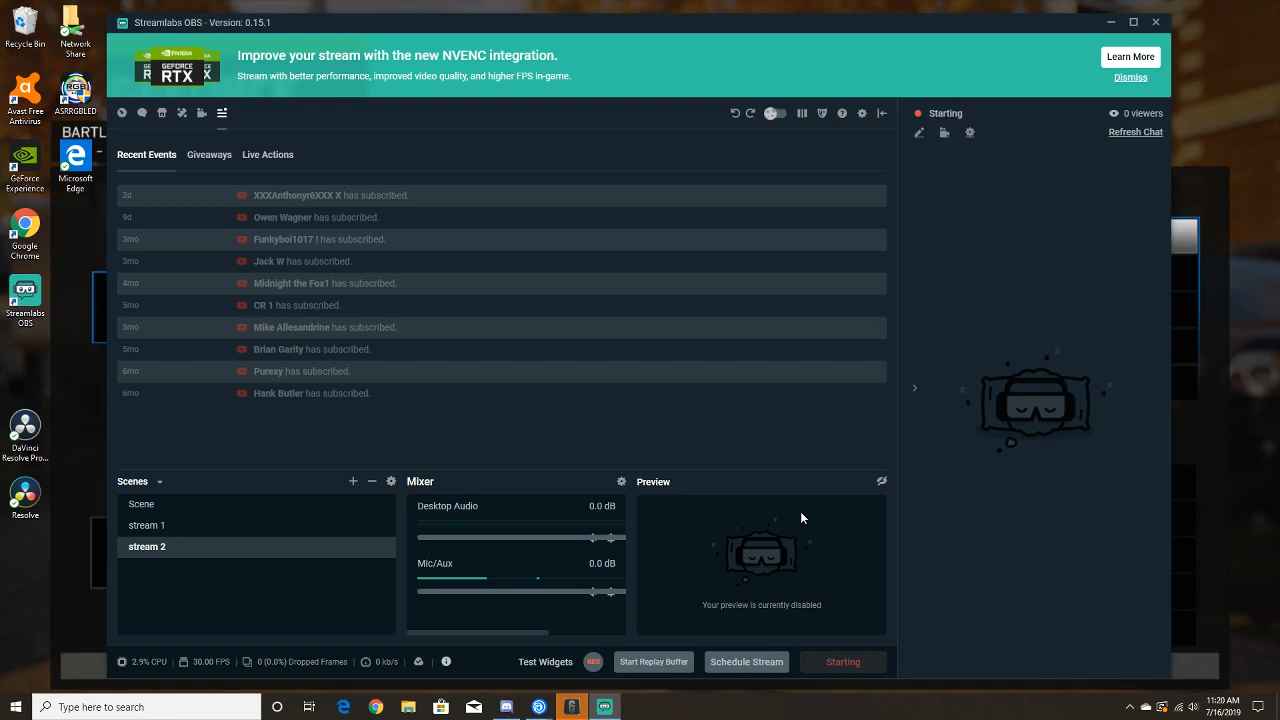 Recycle Bin
Network Share
Avast Free...
ASRRGBLED
BARTL
Microsoft Edge
GeForce Experience
Google Chrome
Streamlabs OBS
DaVinci Resolve Pro...
Resolve
Streamlabs OBS - Version: 0.15.1
NVIDIA
GEFORCE
RTX
Improve your stream with the new NVENC integration.
Stream with better performance, improved video quality, and higher FPS in-game.
Learn More
Dismiss
Recent Events Giveaways Live Actions
2d XXXAnthonyr6XXX X has subscribed.
9d Owen Wagner has subscribed.
3mo Funkyboi1017 ! has subscribed.
3mo Jack W has subscribed.
4mo Midnight the Fox1 has subscribed.
5mo CR 1 has subscribed.
5mo Mike Allesandrine has subscribed.
5mo Brian Garity has subscribed.
6mo Purexy has subscribed.
6mo Hank Butler has subscribed.
Starting
0 viewers
Refresh Chat
Scenes
Scene
stream 1
stream 2
Mixer
Desktop Audio 0.0 dB
Mic/Aux 0.0 dB
Preview
Your preview is currently disabled
2.9% CPU 30.00 FPS 0 (0.0%) Dropped Frames 0 kb/s
Test Widgets REC Start Replay Buffer Schedule Stream Starting
Type here to search
11:20 AM
7/16/2019